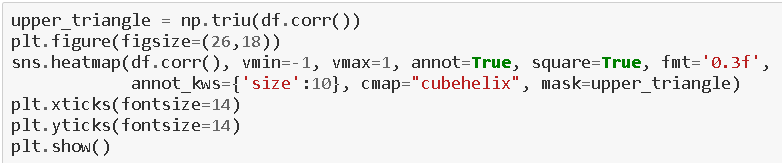 upper_triangle = np.triu(df.corr())
plt.figure(figsize=(26,18))
sns.heatmap(df.corr(), vmin=-1, vmax=1, annot=True, square=True, fmt='0.3f',
            annot_kws={'size':10}, cmap="cubehelix", mask=upper_triangle)
plt.xticks(fontsize=14)
plt.yticks(fontsize=14)
plt.show()